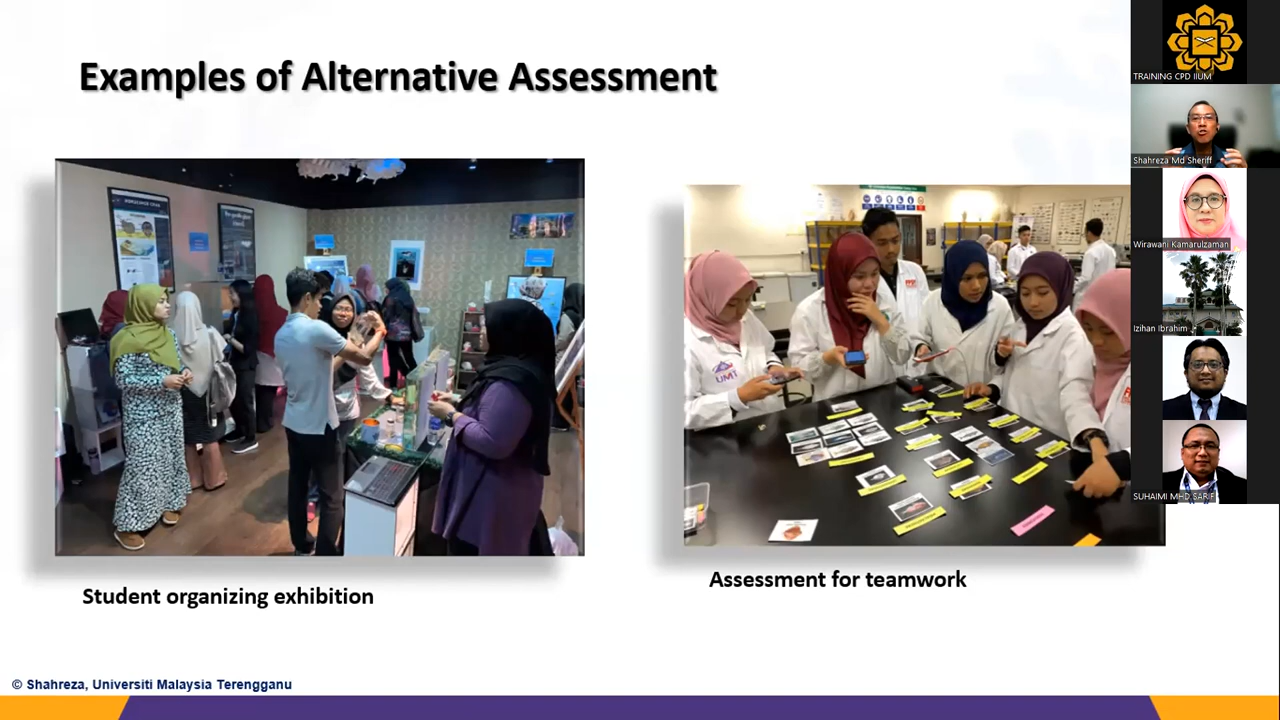 Examples of Alternative Assessment
UMT
Student organizing exhibition
Assessment for teamwork
© Shahreza, Universiti Malaysia Terengganu
TRAINING CPD IIUM
Shahreza Md Sheriff
Wirawani Kamarulzaman
Izihan Ibrahim
SUHAIMI MHD SARIF